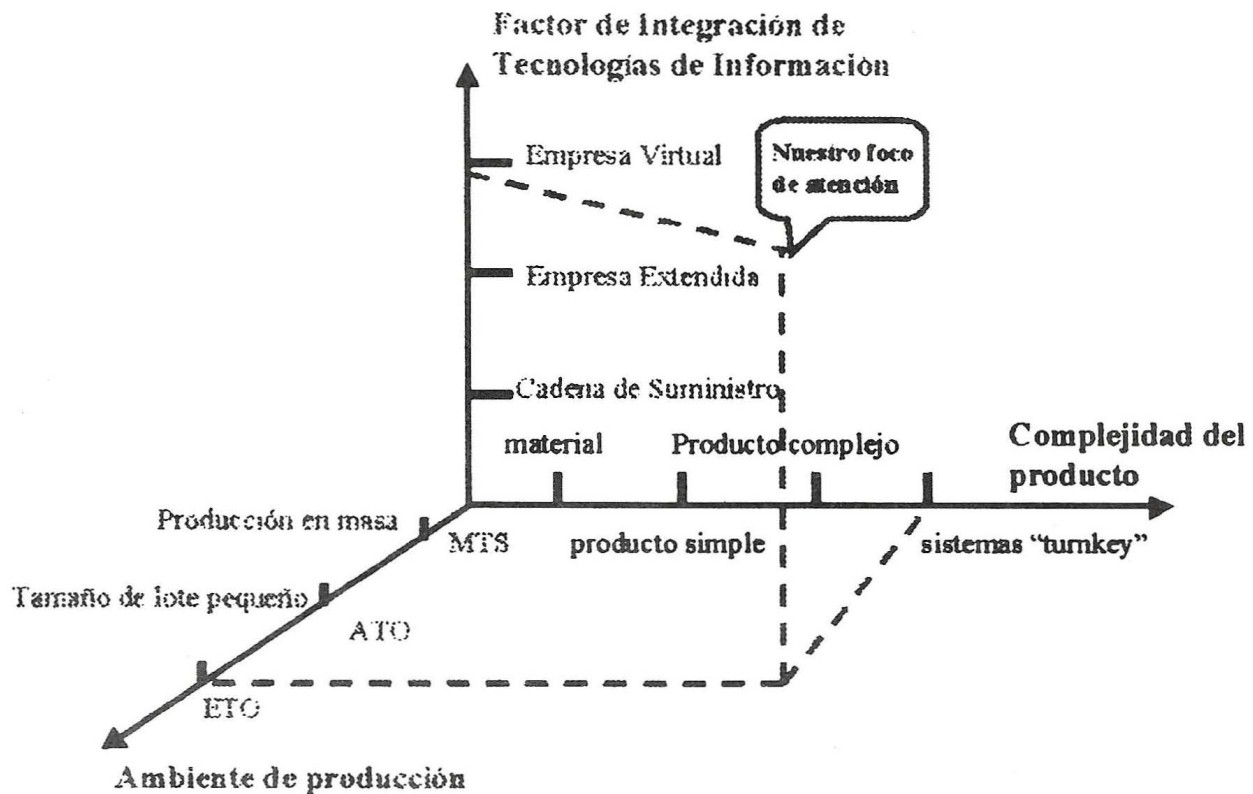 Factor de Integración de
Tecnologías de Información
Empresa Virtual
Nuestro foco
de atención
Empresa Extendida
Cadena de Suministro
material
Producto complejo
Complejidad del
producto
Producción en masa
MTS
producto simple
sistemas "turnkey"
Tamaño de lote pequeño
ATO
ETO
Ambiente de producción